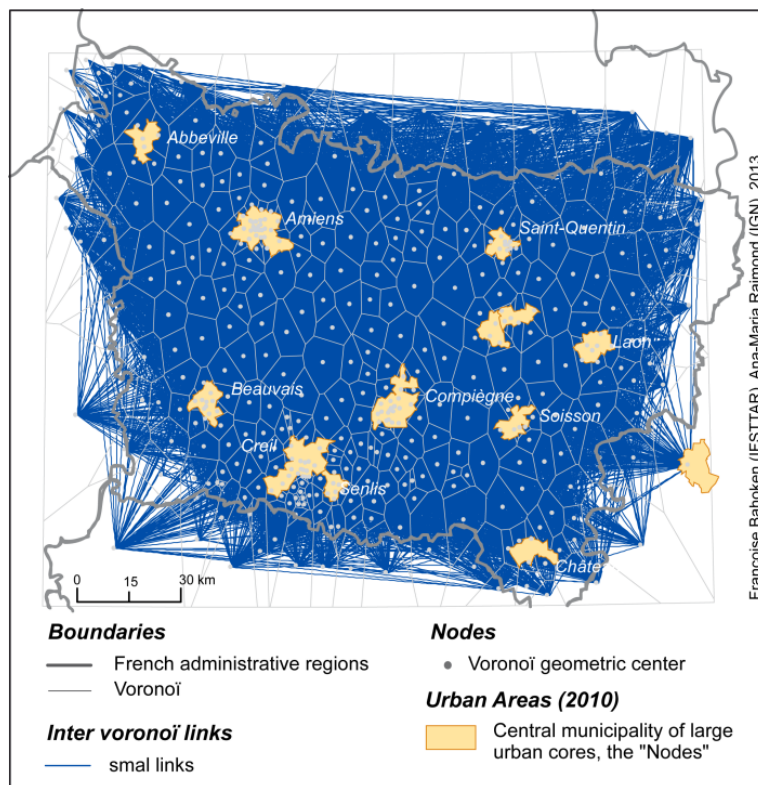 Abbeville
Amiens
Saint-Quentin
Laon
Beauvais
Compiègne
Soisson
Creil
Senlis
Châte
0 15 30 km
Françoise Bahoken (IFSTTAR), Ana-Maria Raimond (IGN), 2013
Boundaries
French administrative regions
Voronoï
Inter voronoï links
smal links
Nodes
Voronoï geometric center
Urban Areas (2010)
Central municipality of large
urban cores, the "Nodes"